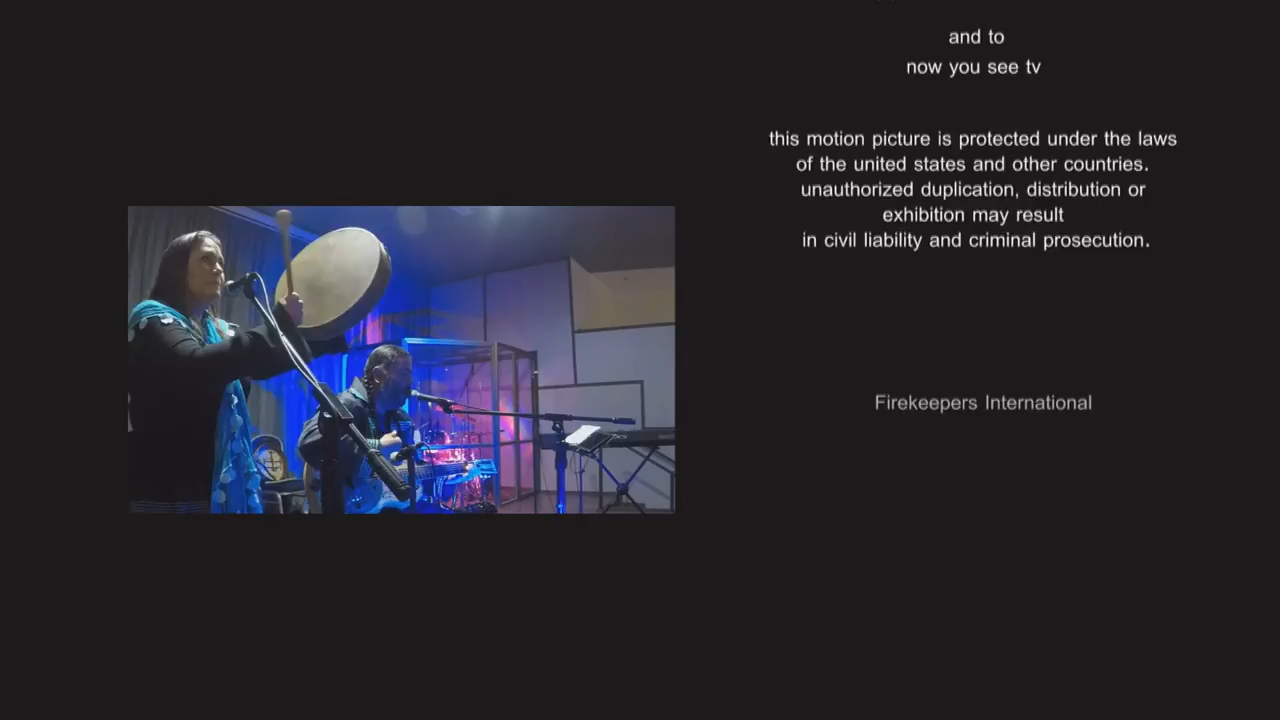 and to
now you see tv
this motion picture is protected under the laws
of the united states and other countries.
unauthorized duplication, distribution or
exhibition may result
in civil liability and criminal prosecution.
Firekeepers International